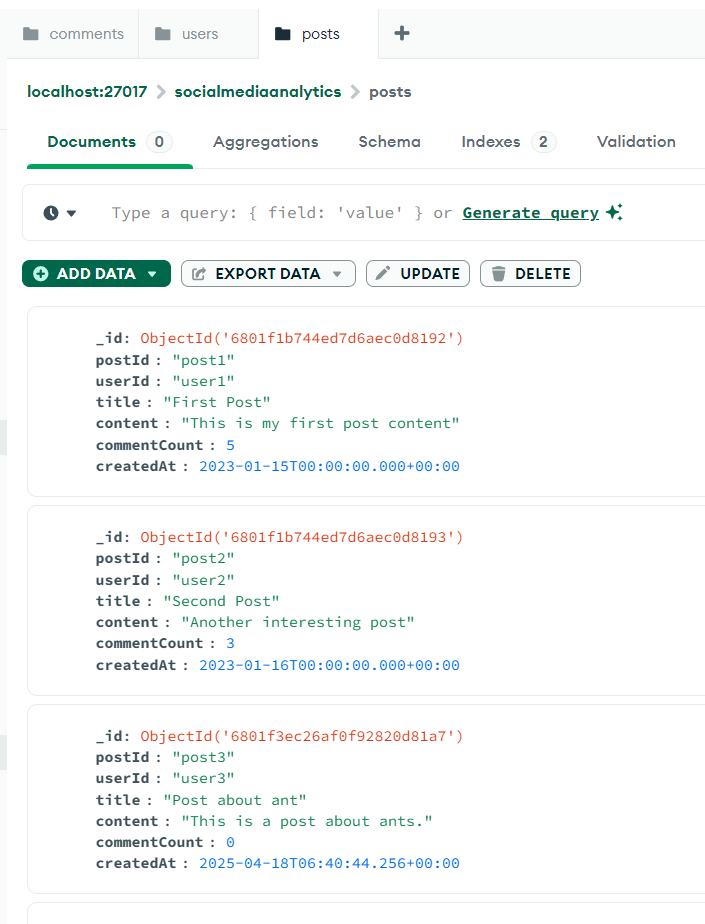 comments users posts
localhost:27017 socialmediaanalytics posts
Documents 0 Aggregations Schema Indexes 2 Validation
Type a query: { field: 'value' } or Generate query
ADD DATA EXPORT DATA UPDATE DELETE
_id: ObjectId('6801f1b744ed7d6aec0d8192')
postId : "post1"
userId : "user1"
title : "First Post"
content : "This is my first post content"
commentCount : 5
createdAt : 2023-01-15T00:00:00.000+00:00
_id: ObjectId('6801f1b744ed7d6aec0d8193')
postId : "post2"
userId : "user2"
title : "Second Post"
content : "Another interesting post"
commentCount : 3
createdAt : 2023-01-16T00:00:00.000+00:00
_id: ObjectId('6801f3ec26af0f92820d81a7')
postId : "post3"
userId : "user3"
title : "Post about ant"
content : "This is a post about ants."
commentCount : 0
createdAt : 2025-04-18T06:40:44.256+00:00